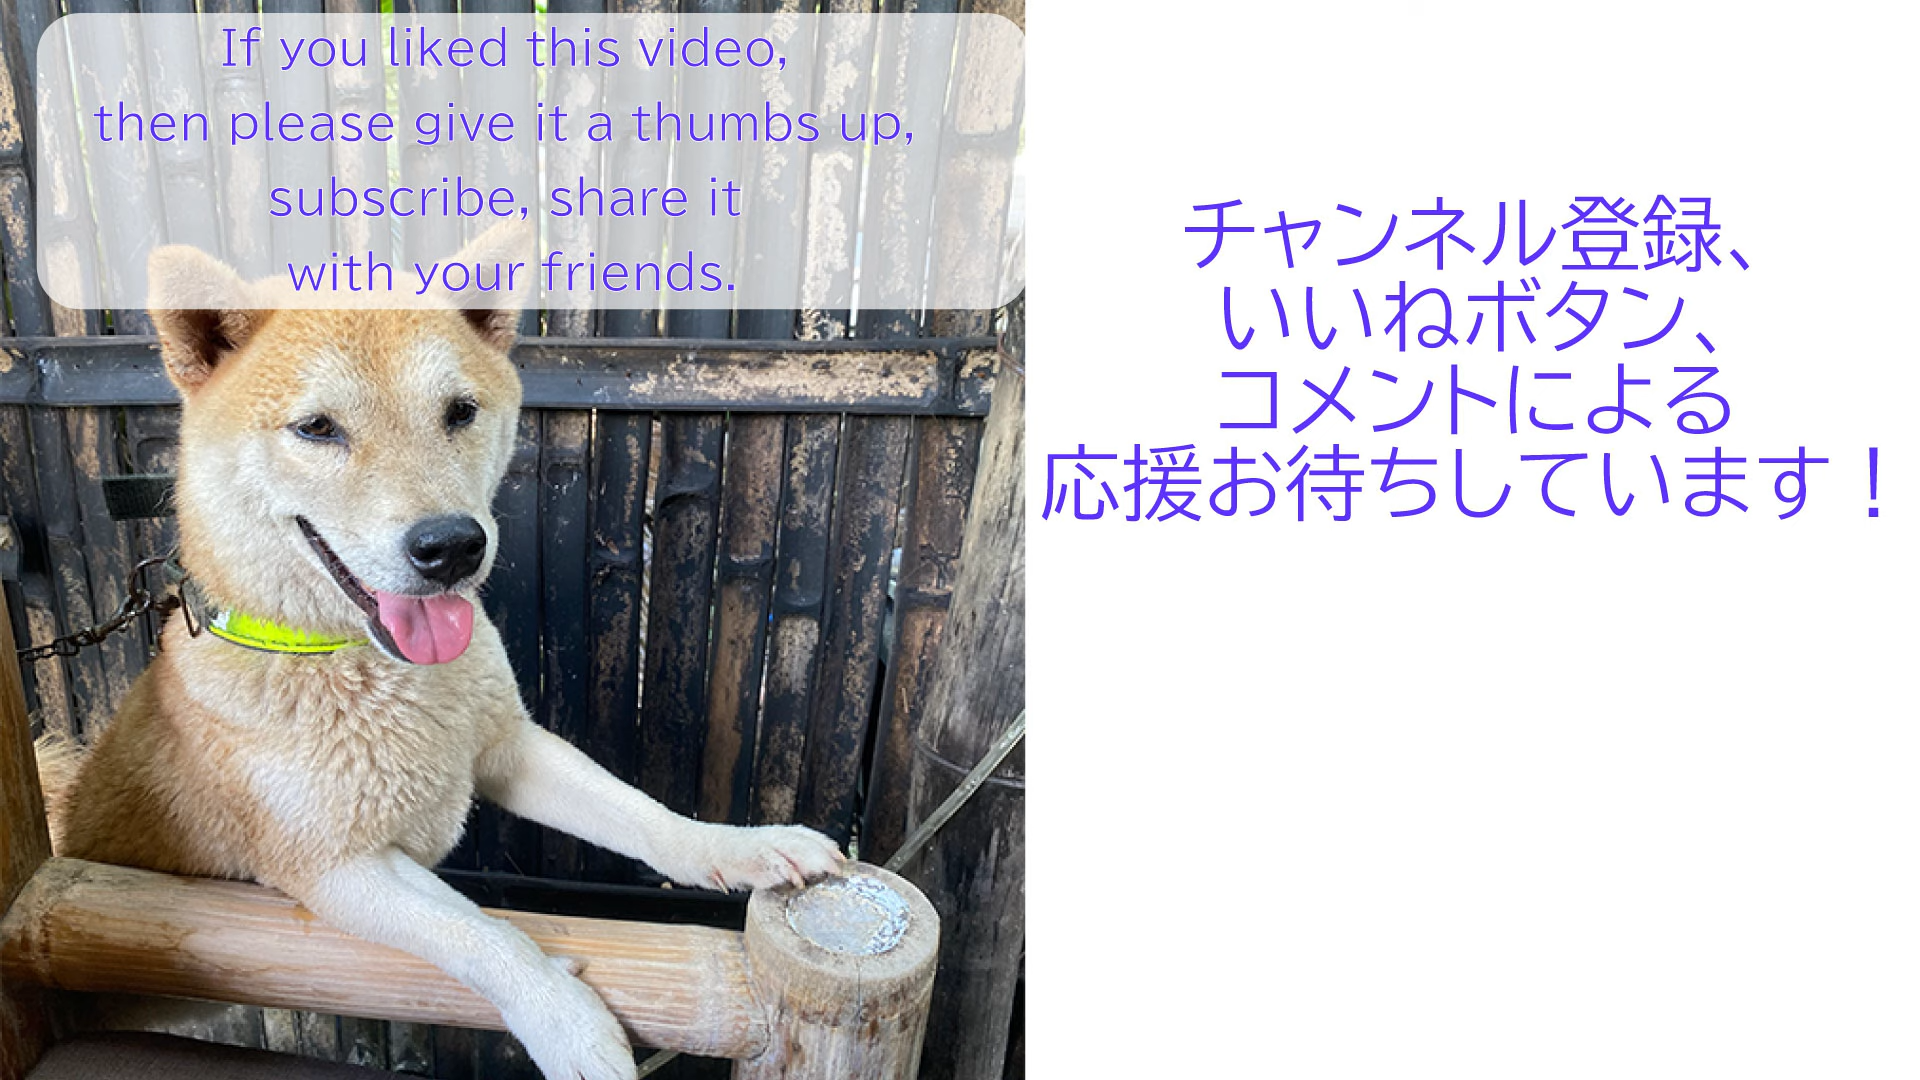 If you liked this video,
then please give it a thumbs up,
subscribe, share it
with your friends.
チャンネル登録、
いいねボタン、
コメントによる
応援お待ちしています！